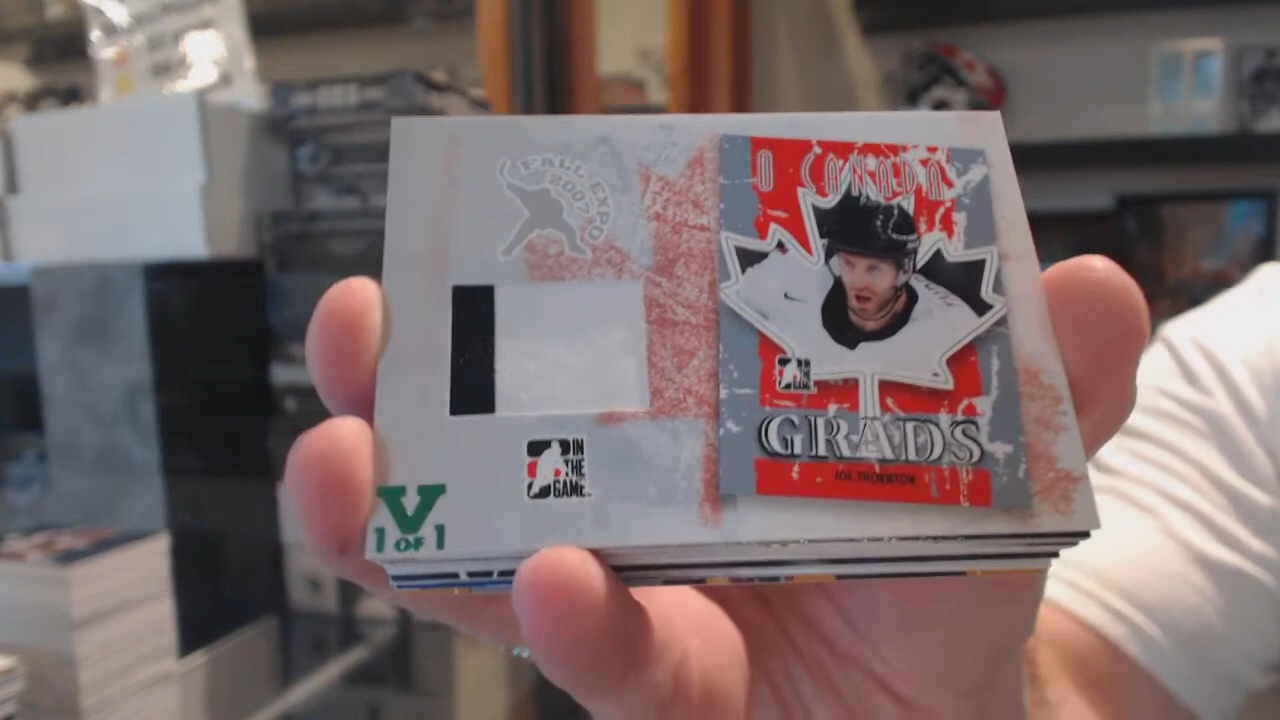 FALL EXPO
2007
IN
THE
GAME
V
1 OF 1
O CANADA
GRADS
JOE THORNTON